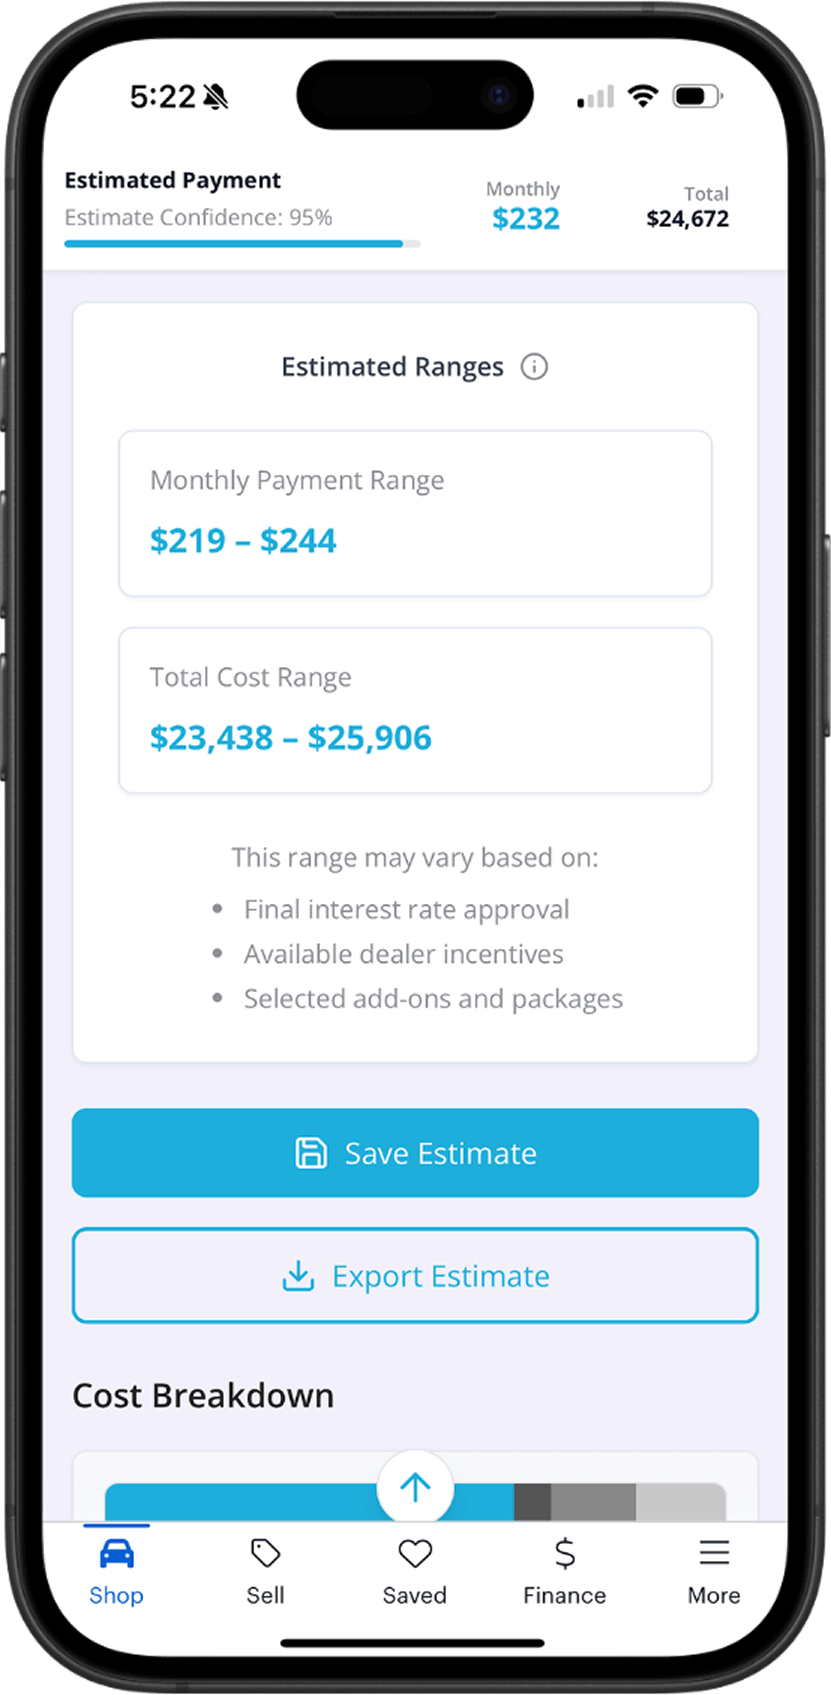 5:22
Estimated Payment
Estimate Confidence: 95%
Monthly
$232
Total
$24,672
Estimated Ranges
Monthly Payment Range
$219 – $244
Total Cost Range
$23,438 – $25,906
This range may vary based on:
• Final interest rate approval
• Available dealer incentives
• Selected add-ons and packages
Save Estimate
Export Estimate
Cost Breakdown
Shop
Sell
Saved
Finance
More